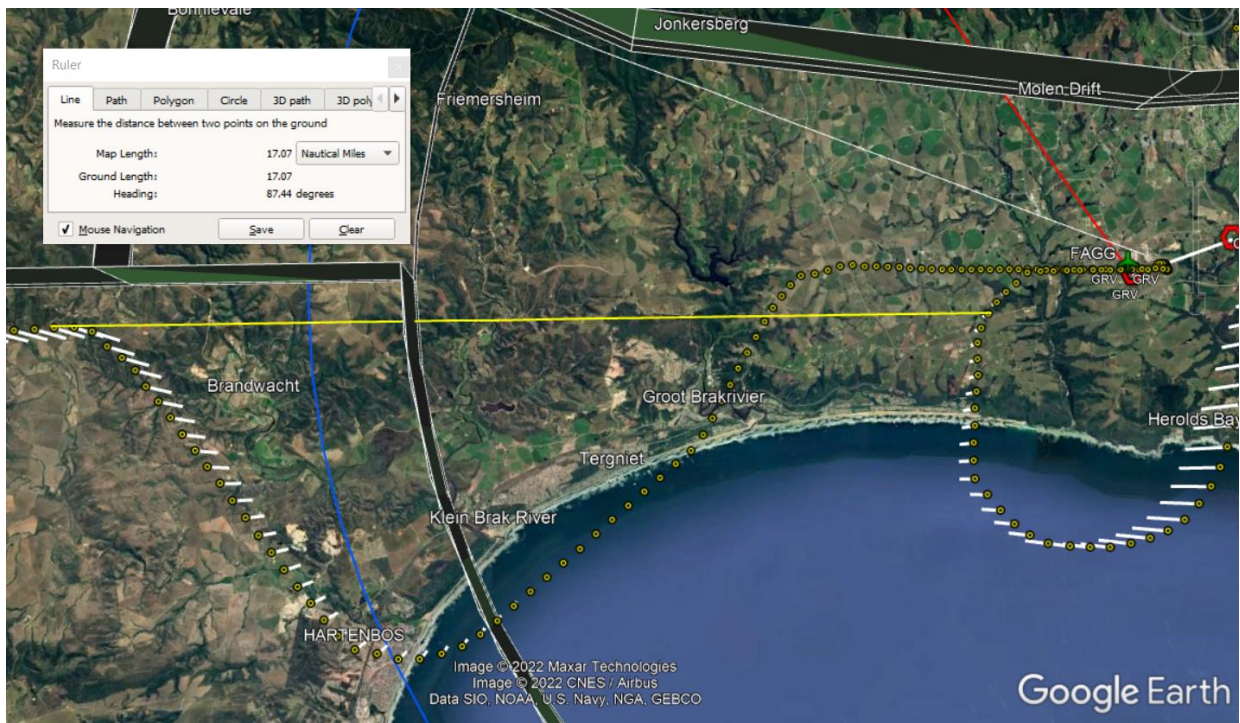 Bonnievale
Jonkersberg
Ruler
Line Path Polygon Circle 3D path 3D poly
Measure the distance between two points on the ground
Map Length: 17.07 Nautical Miles
Ground Length: 17.07
Heading: 87.44 degrees
Mouse Navigation Save Clear
Friemersheim
Molen Drift
FAGG
GRV GRV
GRV
Brandwacht
Groot Brakrivier
Herolds Bay
Tergniet
Klein Brak River
HARTENBOS
Image © 2022 Maxar Technologies
Image © 2022 CNES / Airbus
Data SIO, NOAA, U.S. Navy, NGA, GEBCO
Google Earth